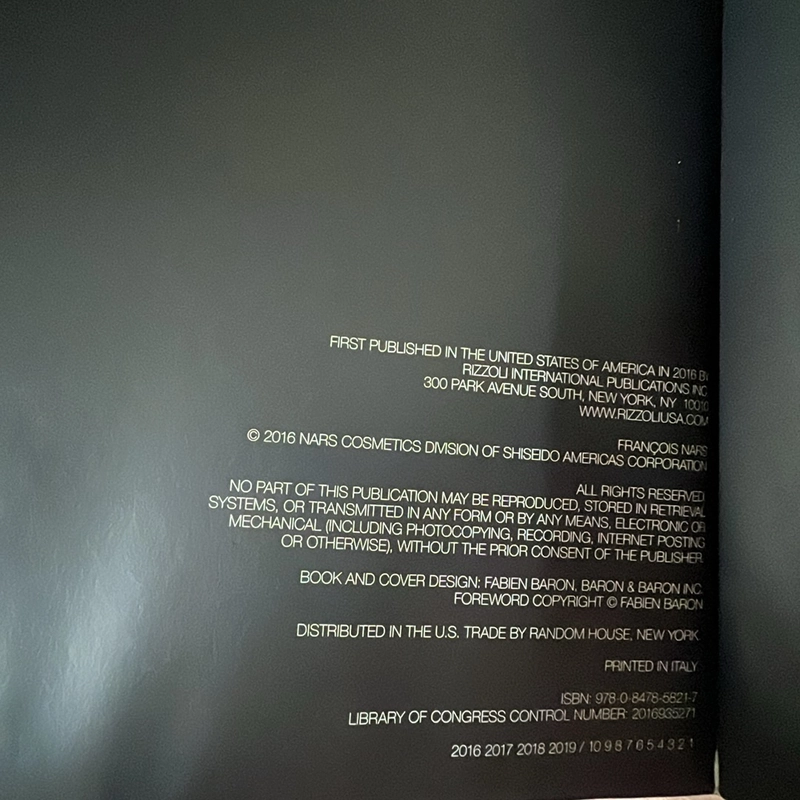 FIRST PUBLISHED IN THE UNITED STATES OF AMERICA IN 2016 BY
RIZZOLI INTERNATIONAL PUBLICATIONS INC
300 PARK AVENUE SOUTH, NEW YORK, NY 10010
WWW.RIZZOLIUSA.COM
FRANÇOIS NARS
© 2016 NARS COSMETICS DIVISION OF SHISEIDO AMERICAS CORPORATION
ALL RIGHTS RESERVED
NO PART OF THIS PUBLICATION MAY BE REPRODUCED, STORED IN RETRIEVAL
SYSTEMS, OR TRANSMITTED IN ANY FORM OR BY ANY MEANS, ELECTRONIC OR
MECHANICAL (INCLUDING PHOTOCOPYING, RECORDING, INTERNET POSTING
OR OTHERWISE), WITHOUT THE PRIOR CONSENT OF THE PUBLISHER.
BOOK AND COVER DESIGN: FABIEN BARON, BARON & BARON INC.
FOREWORD COPYRIGHT © FABIEN BARON
DISTRIBUTED IN THE U.S. TRADE BY RANDOM HOUSE, NEW YORK
PRINTED IN ITALY
ISBN: 978-0-8478-5821-7
LIBRARY OF CONGRESS CONTROL NUMBER: 2016935271
2016 2017 2018 2019 / 10 9 8 7 6 5 4 3 2 1